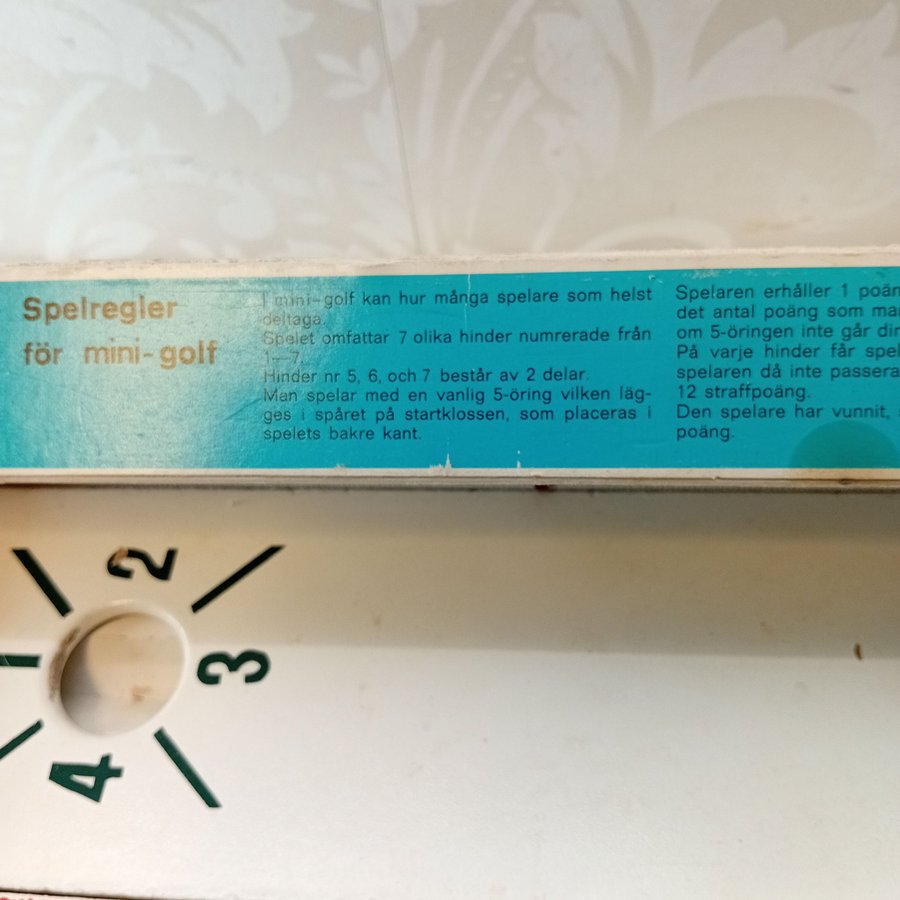 Spelregler
för mini-golf
I mini-golf kan hur många spelare som helst
deltaga.
Spelet omfattar 7 olika hinder numrerade från
1—7.
Hinder nr 5, 6, och 7 består av 2 delar.
Man spelar med en vanlig 5-öring vilken läg-
ges i spåret på startklossen, som placeras i
spelets bakre kant.
Spelaren erhåller 1 poän
det antal poäng som
om 5-öringen inte går
På varje hinder får
spelaren då inte passera
12 straffpoäng.
Den spelare har vunnit,
poäng.
2
3
4